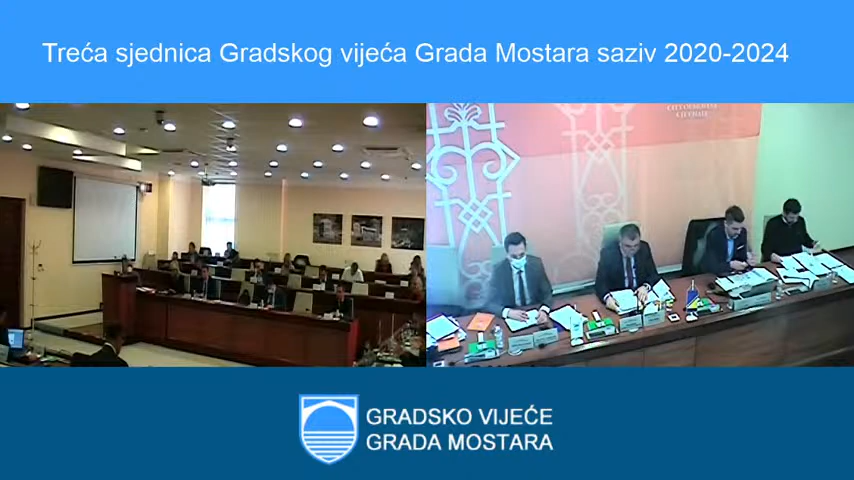 Treća sjednica Gradskog vijeća Grada Mostara saziv 2020-2024
GRADSKO VIJEĆE
GRADA MOSTARA